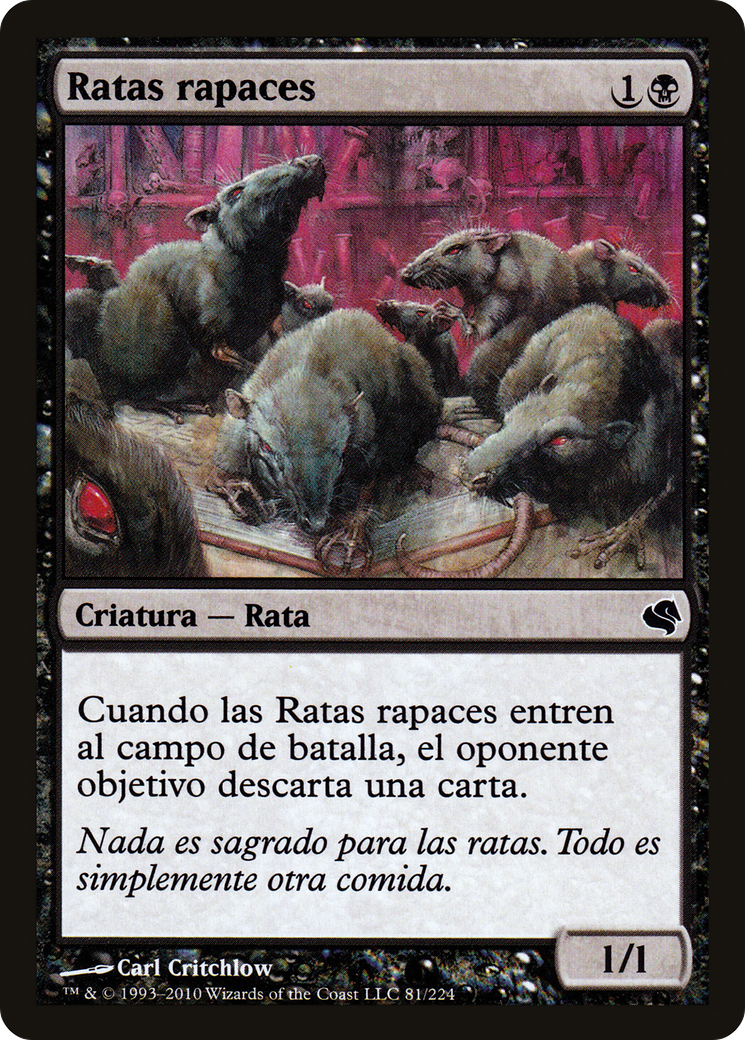 Ratas rapaces 1
Criatura — Rata
Cuando las Ratas rapaces entren
al campo de batalla, el oponente
objetivo descarta una carta.
Nada es sagrado para las ratas. Todo es
simplemente otra comida.
1/1
Carl Critchlow
™ & © 1993–2010 Wizards of the Coast LLC 81/224